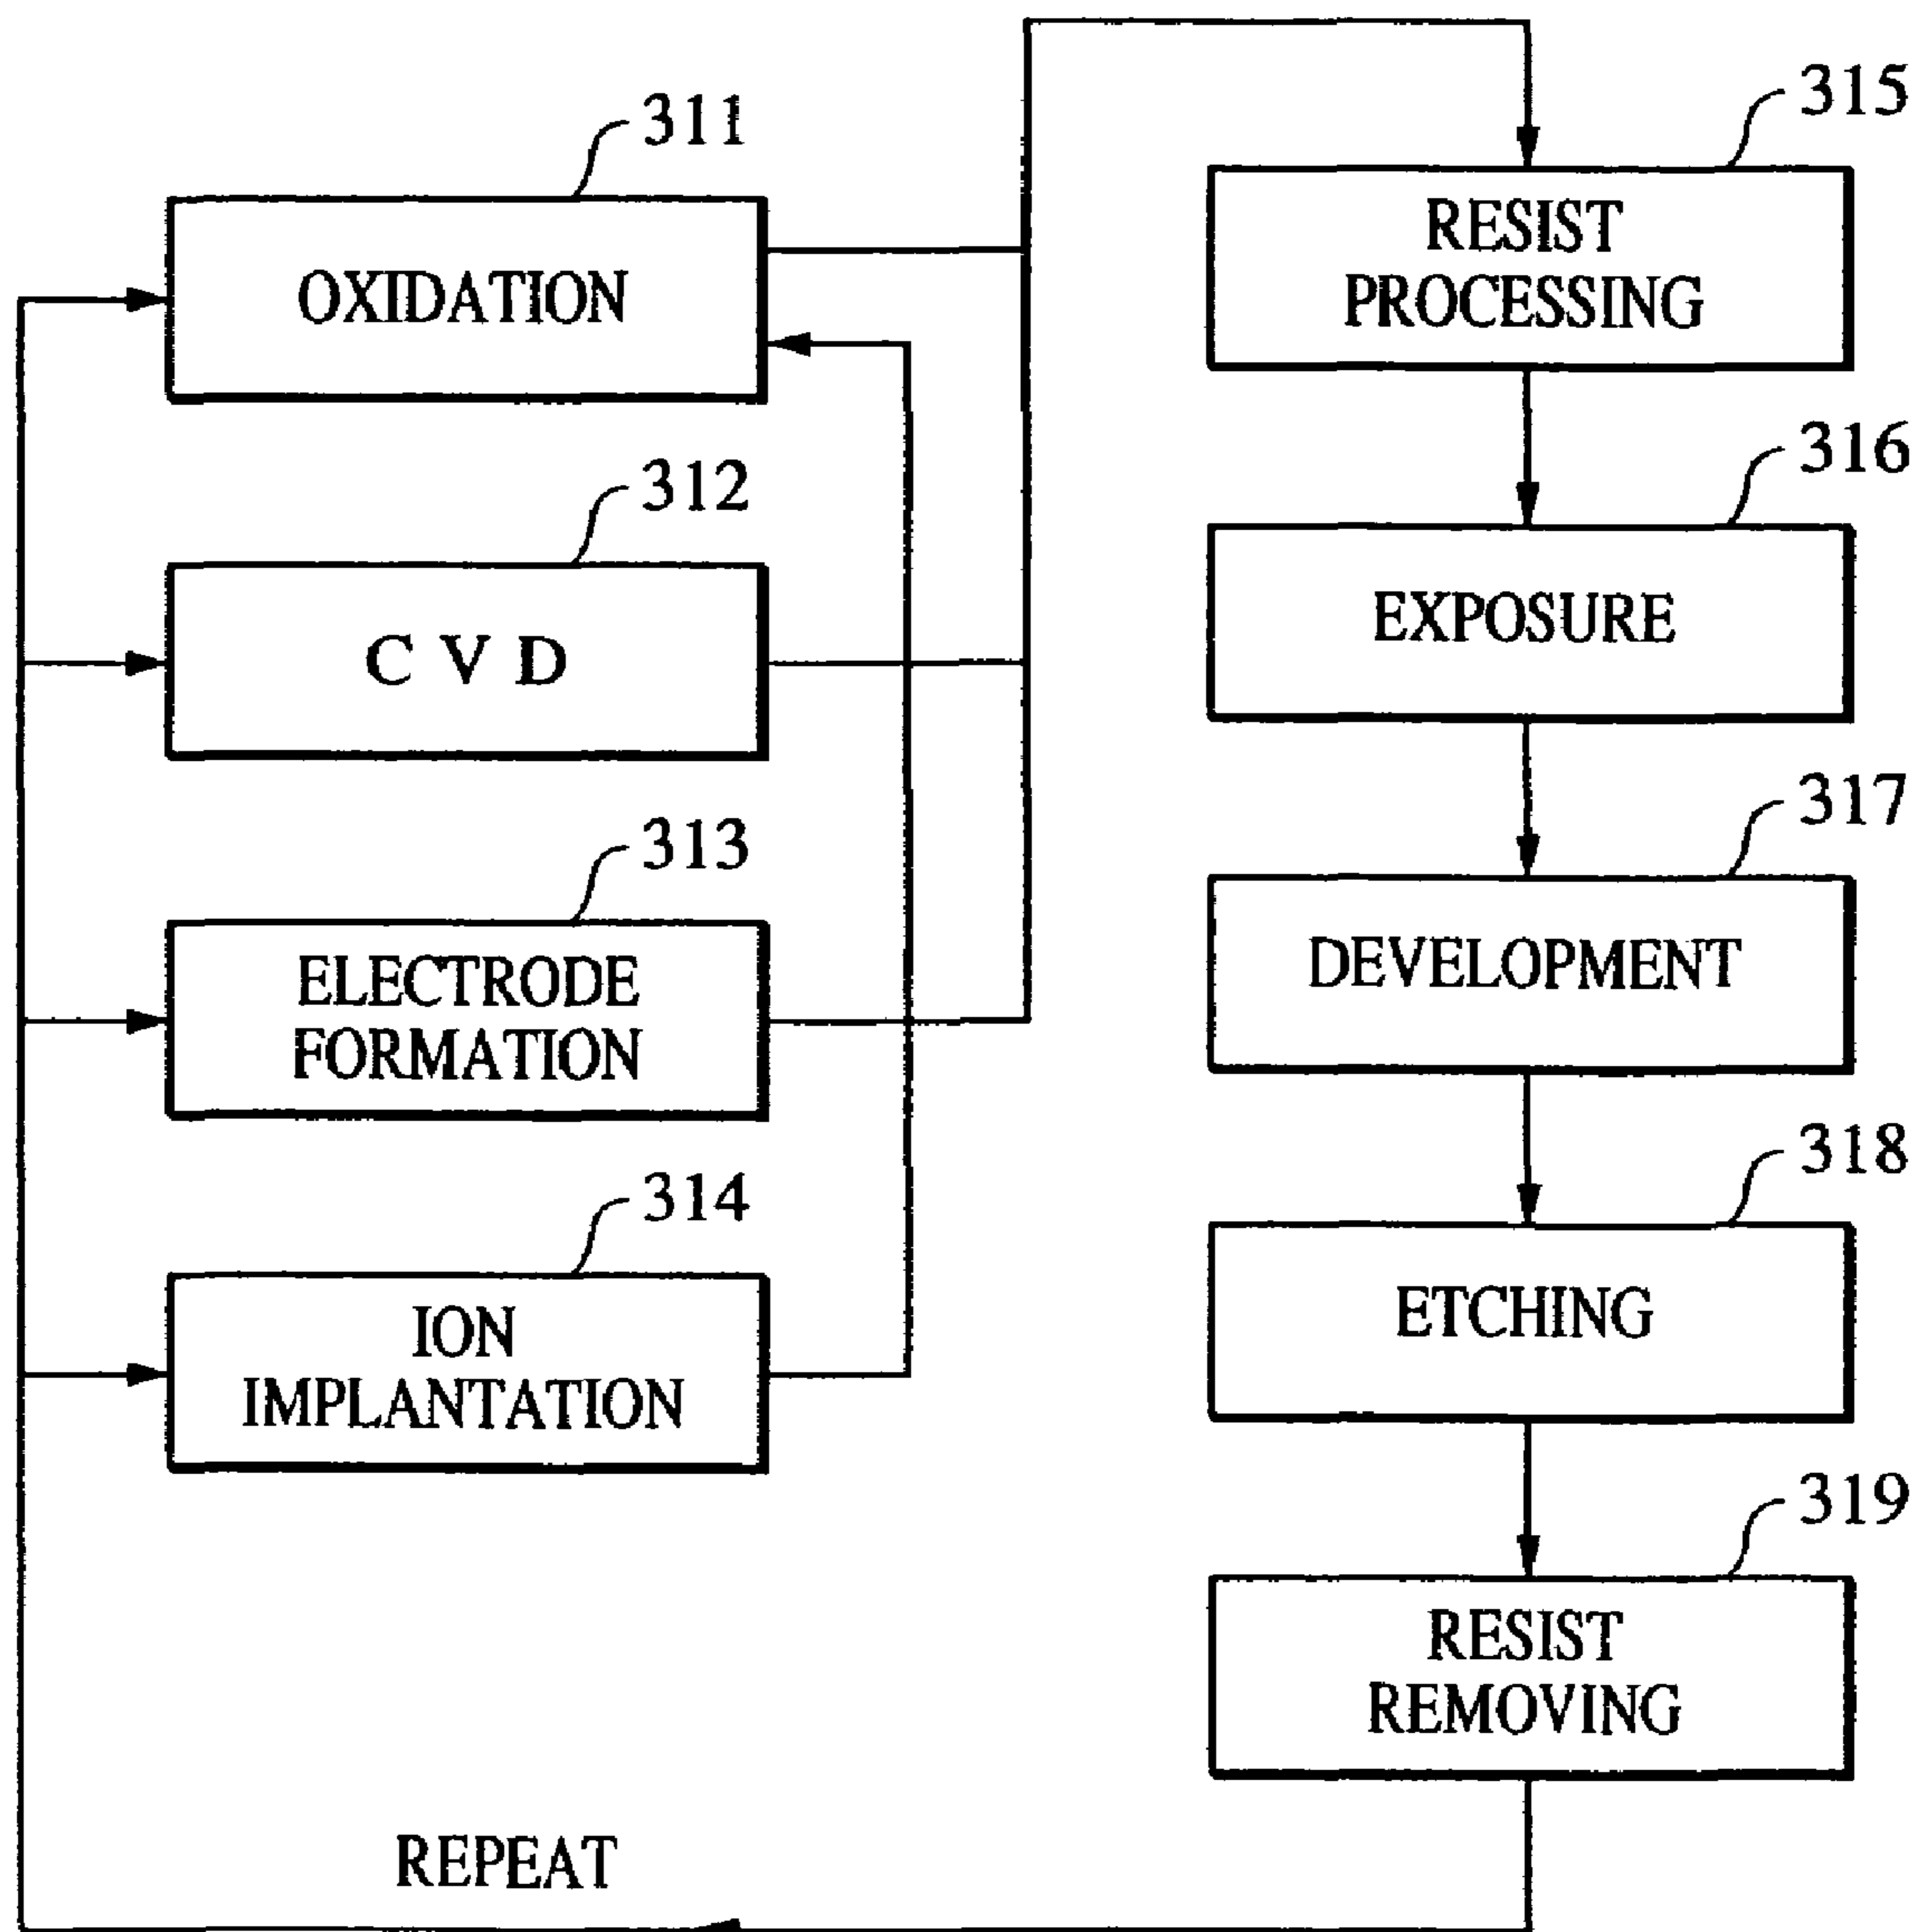 311
OXIDATION
312
C V D
313
ELECTRODE
FORMATION
314
ION
IMPLANTATION
315
RESIST
PROCESSING
316
EXPOSURE
317
DEVELOPMENT
318
ETCHING
319
RESIST
REMOVING
REPEAT